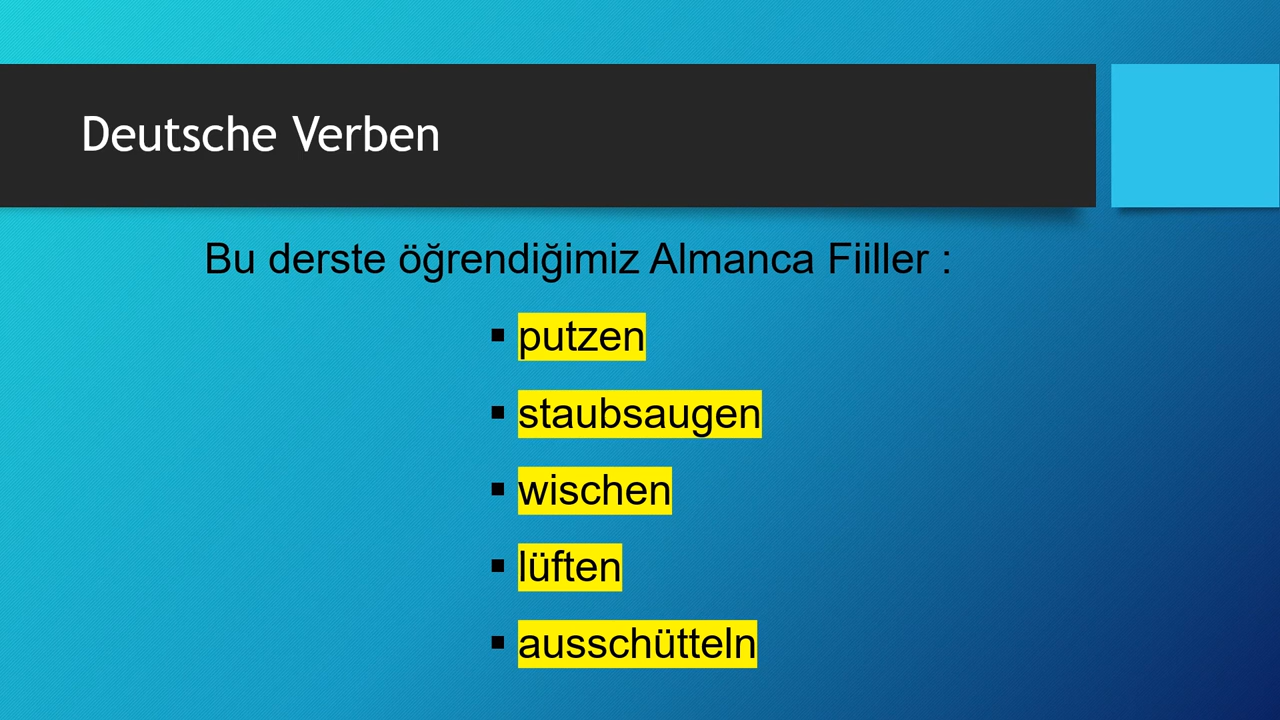 Deutsche Verben
Bu derste öğrendiğimiz Almanca Fiiller :
▪ putzen
▪ staubsaugen
▪ wischen
▪ lüften
▪ ausschütteln